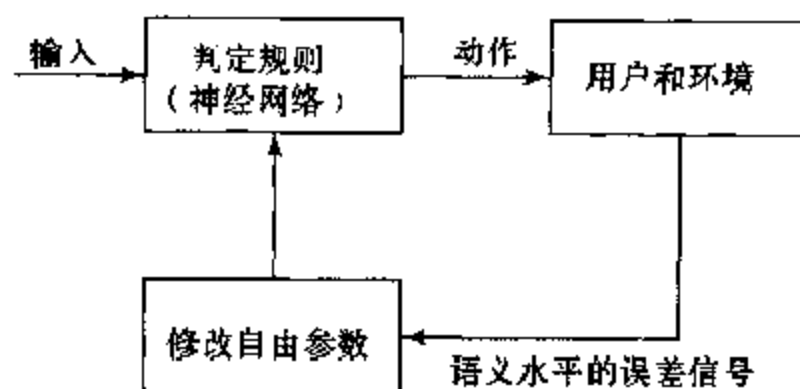 输入
判定规则
（神经网络）
动作
用户和环境
修改自由参数
语义水平的误差信号